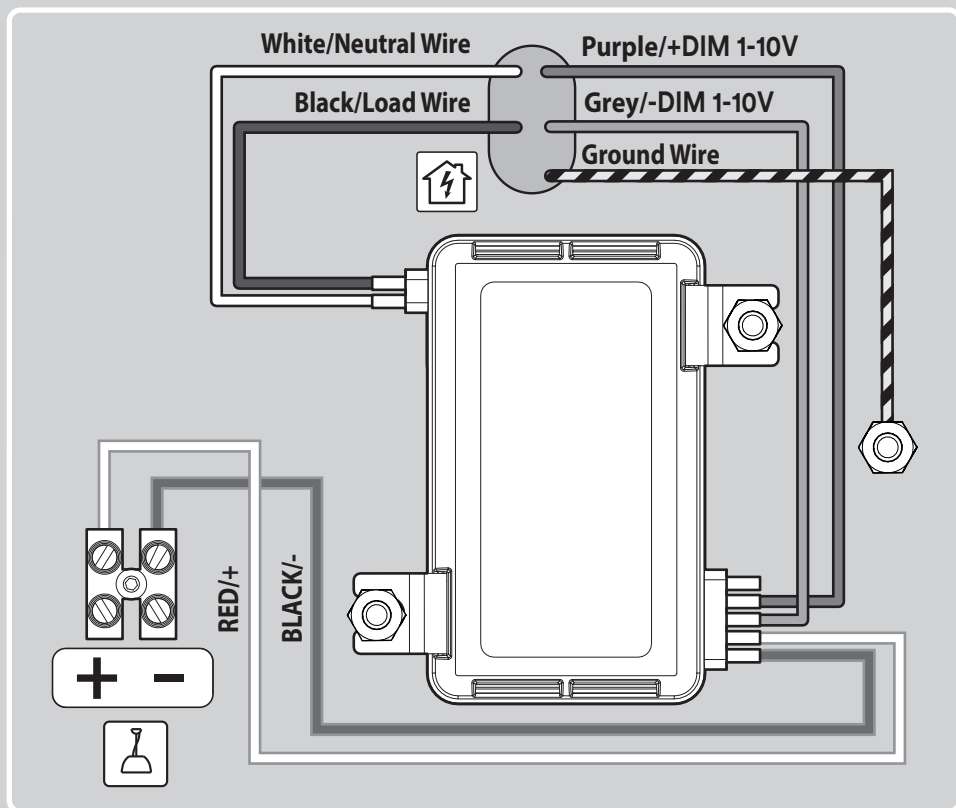 White/Neutral Wire
Purple/+DIM 1-10V
Black/Load Wire
Grey/-DIM 1-10V
Ground Wire
RED/+
BLACK/-
+ -